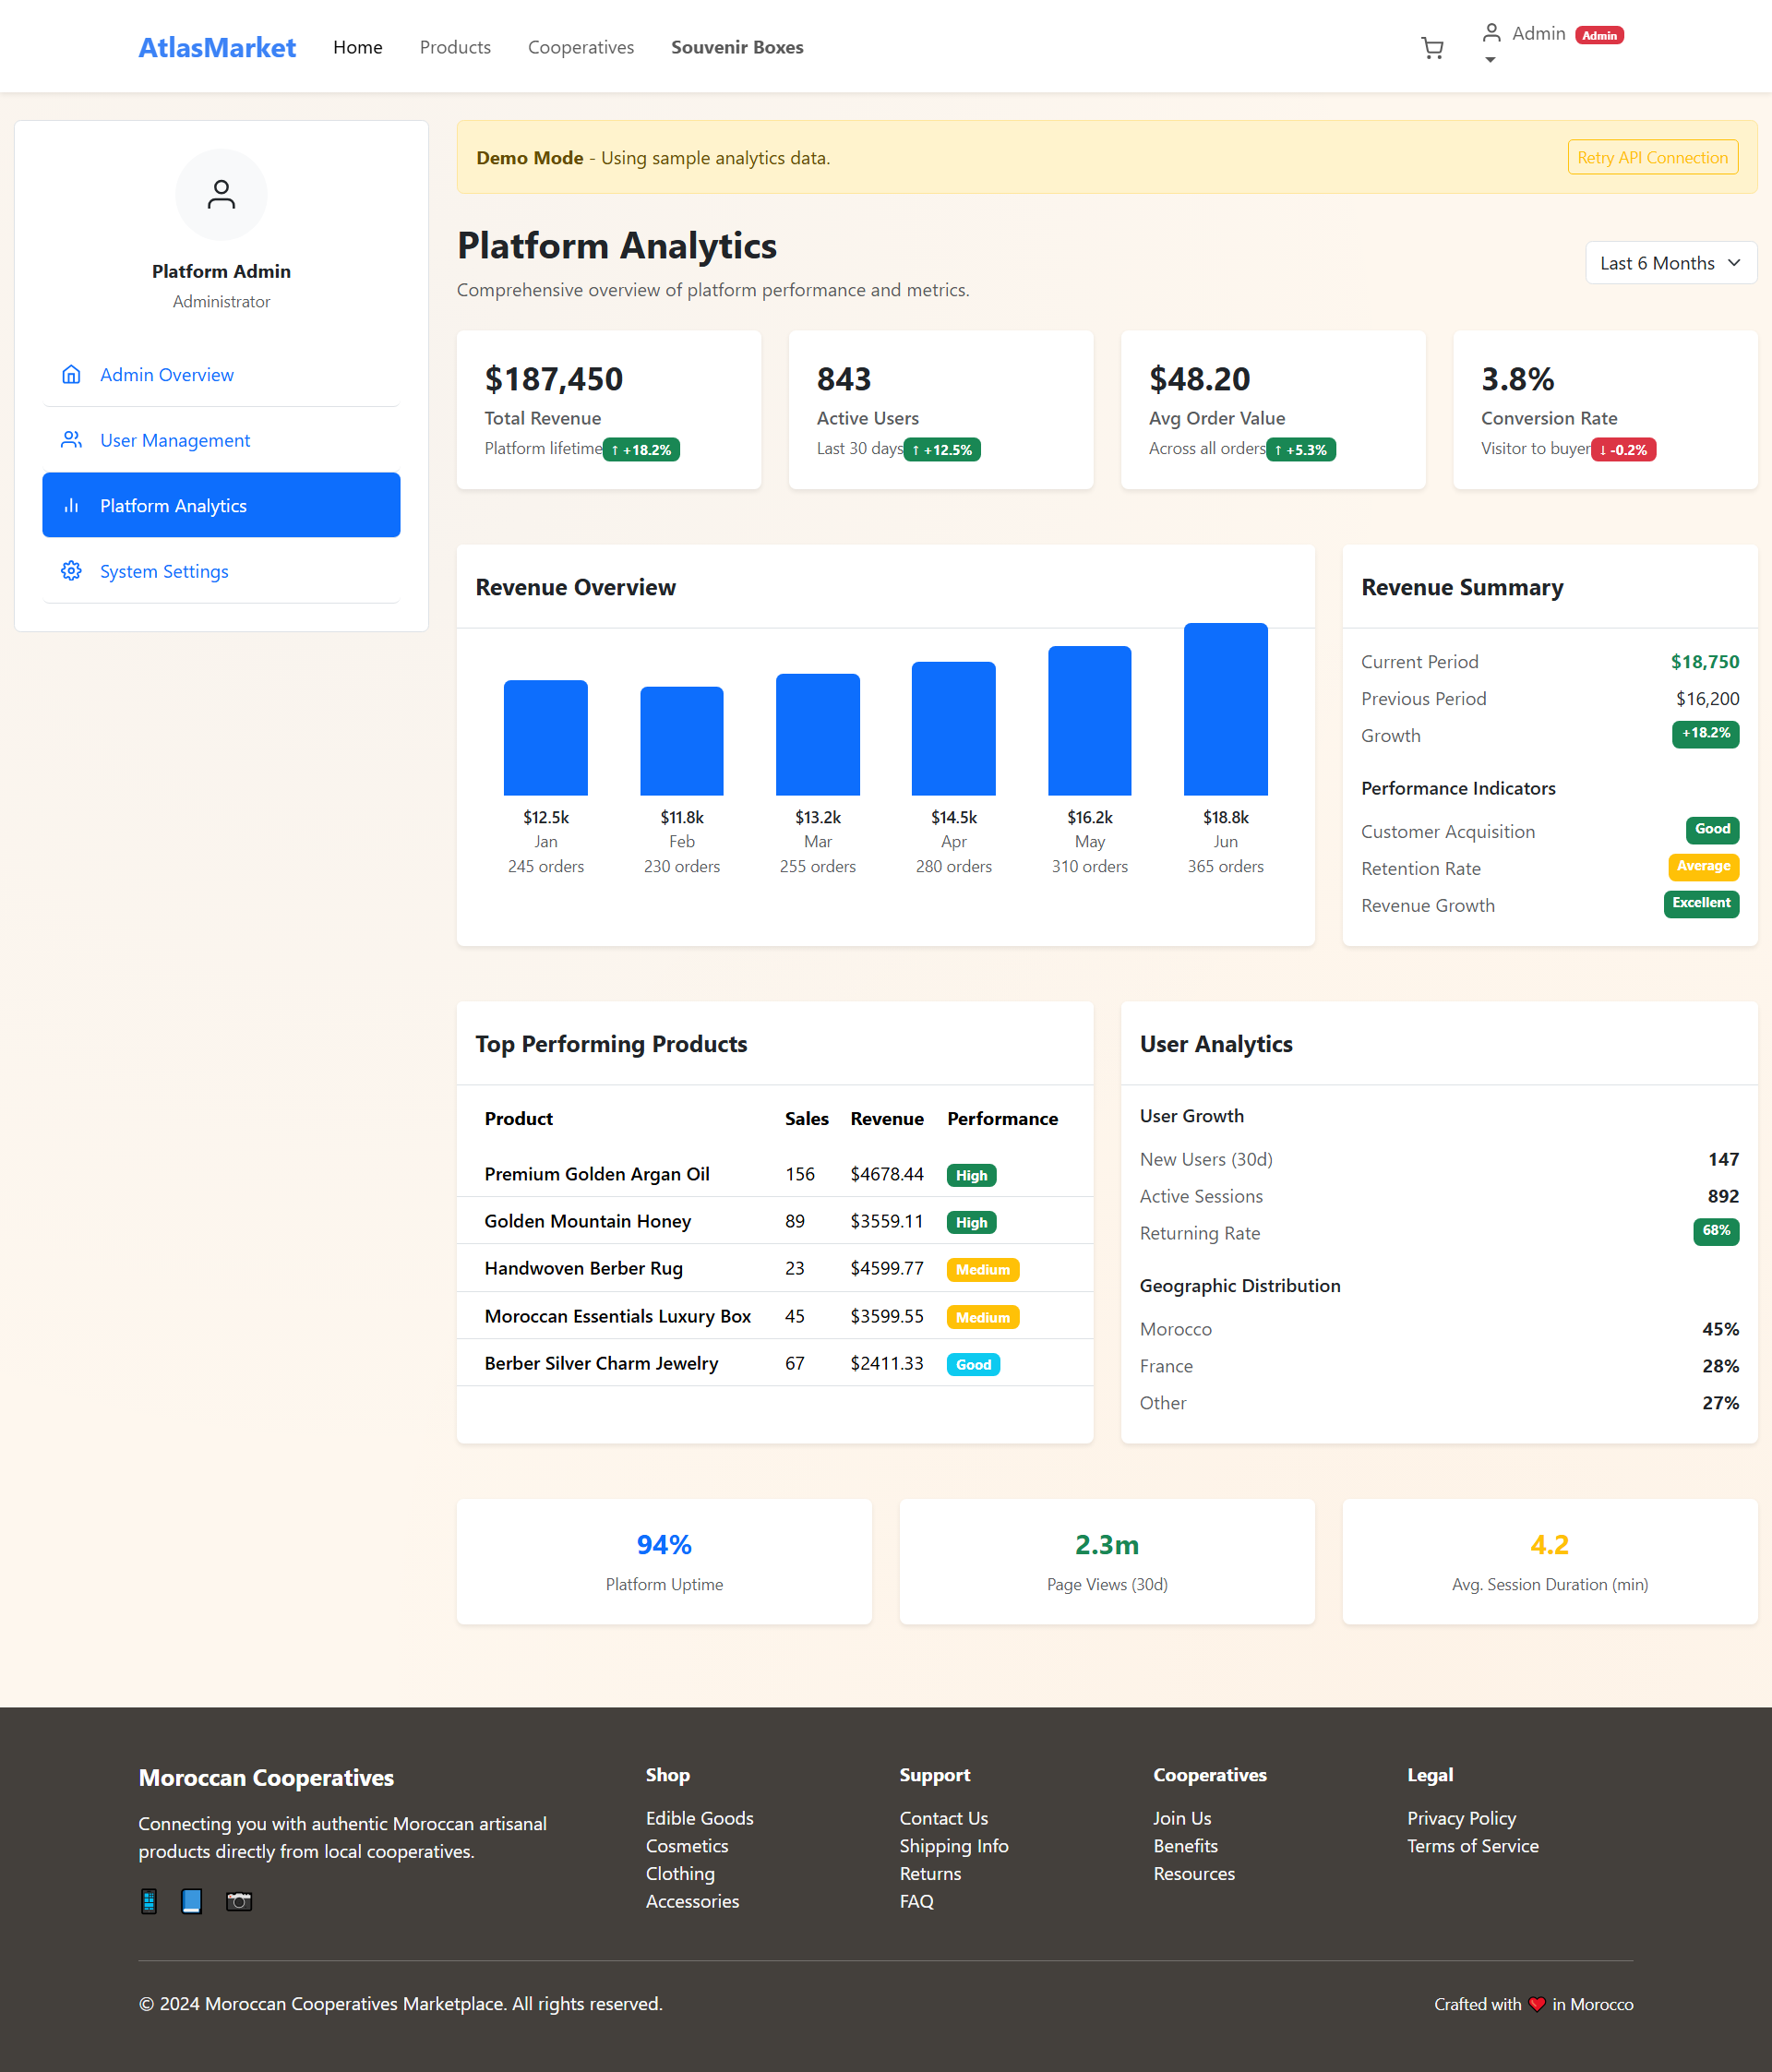 AtlasMarket
Home
Products
Cooperatives
Souvenir Boxes
Admin
Admin
Platform Admin
Administrator
Admin Overview
User Management
Platform Analytics
System Settings
Demo Mode - Using sample analytics data.
Retry API Connection
Platform Analytics
Comprehensive overview of platform performance and metrics.
Last 6 Months
$187,450
Total Revenue
Platform lifetime ↑ +18.2%
843
Active Users
Last 30 days ↑ +12.5%
$48.20
Avg Order Value
Across all orders ↑ +5.3%
3.8%
Conversion Rate
Visitor to buyer ↓ -0.2%
Revenue Overview
$12.5k
Jan
245 orders
$11.8k
Feb
230 orders
$13.2k
Mar
255 orders
$14.5k
Apr
280 orders
$16.2k
May
310 orders
$18.8k
Jun
365 orders
Revenue Summary
Current Period $18,750
Previous Period $16,200
Growth +18.2%
Performance Indicators
Customer Acquisition Good
Retention Rate Average
Revenue Growth Excellent
Top Performing Products
Product Sales Revenue Performance
Premium Golden Argan Oil 156 $4678.44 High
Golden Mountain Honey 89 $3559.11 High
Handwoven Berber Rug 23 $4599.77 Medium
Moroccan Essentials Luxury Box 45 $3599.55 Medium
Berber Silver Charm Jewelry 67 $2411.33 Good
User Analytics
User Growth
New Users (30d) 147
Active Sessions 892
Returning Rate 68%
Geographic Distribution
Morocco 45%
France 28%
Other 27%
94%
Platform Uptime
2.3m
Page Views (30d)
4.2
Avg. Session Duration (min)
Moroccan Cooperatives
Connecting you with authentic Moroccan artisanal
products directly from local cooperatives.
Shop
Edible Goods
Cosmetics
Clothing
Accessories
Support
Contact Us
Shipping Info
Returns
FAQ
Cooperatives
Join Us
Benefits
Resources
Legal
Privacy Policy
Terms of Service
© 2024 Moroccan Cooperatives Marketplace. All rights reserved.
Crafted with ❤️ in Morocco